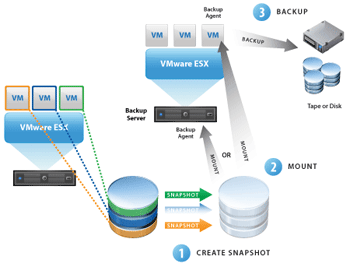 Backup
Agent
3 BACKUP
VM VM VM
BACKUP
VMware ESX
Tape or Disk
VM VM VM
VMware ESX
Backup
Server
Backup
Agent
MOUNT
OR
MOUNT
2 MOUNT
SNAPSHOT
SNAPSHOT
1 CREATE SNAPSHOT